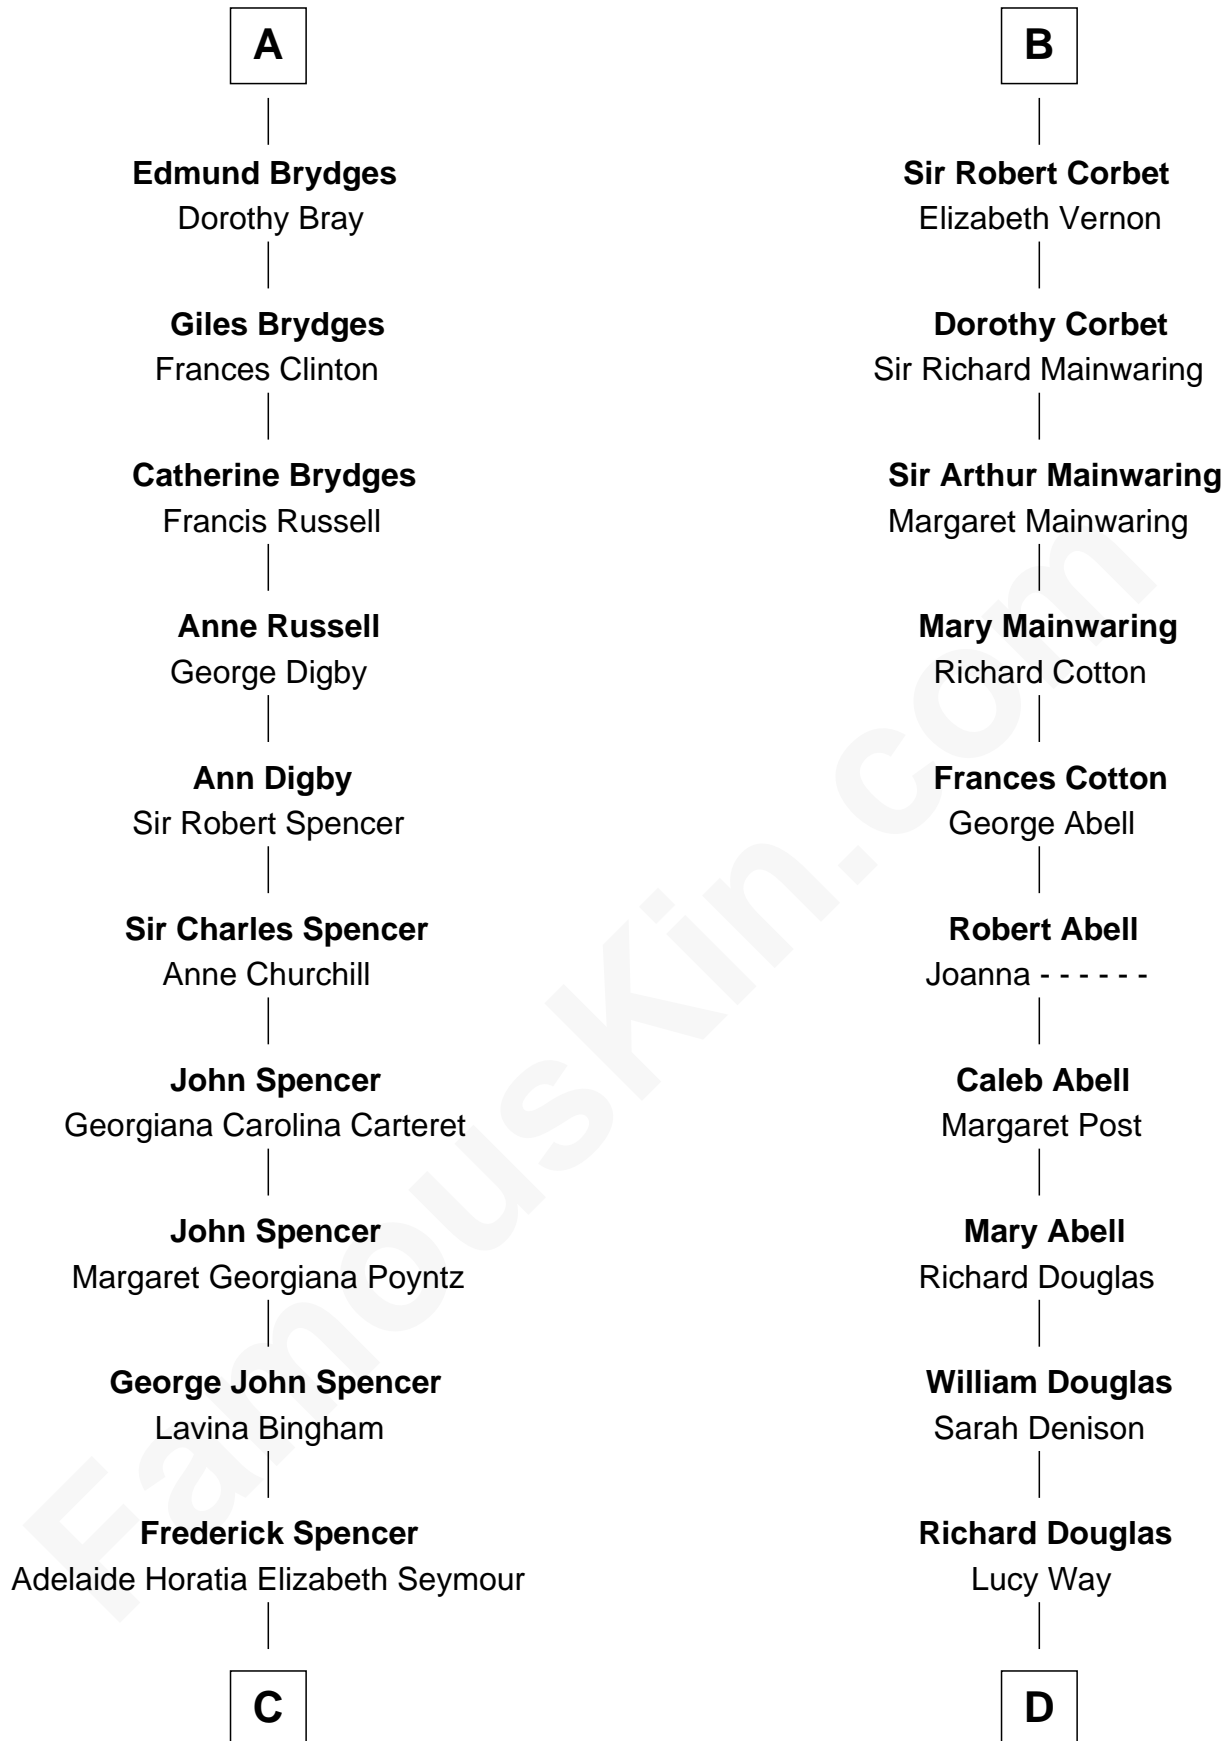 A
Edmund Brydges
Dorothy Bray
Giles Brydges
Frances Clinton
Catherine Brydges
Francis Russell
Anne Russell
George Digby
Ann Digby
Sir Robert Spencer
Sir Charles Spencer
Anne Churchill
John Spencer
Georgiana Carolina Carteret
John Spencer
Margaret Georgiana Poyntz
George John Spencer
Lavina Bingham
Frederick Spencer
Adelaide Horatia Elizabeth Seymour
C
B
Sir Robert Corbet
Elizabeth Vernon
Dorothy Corbet
Sir Richard Mainwaring
Sir Arthur Mainwaring
Margaret Mainwaring
Mary Mainwaring
Richard Cotton
Frances Cotton
George Abell
Robert Abell
Joanna - - - - - -
Caleb Abell
Margaret Post
Mary Abell
Richard Douglas
William Douglas
Sarah Denison
Richard Douglas
Lucy Way
D
FamousKin.com